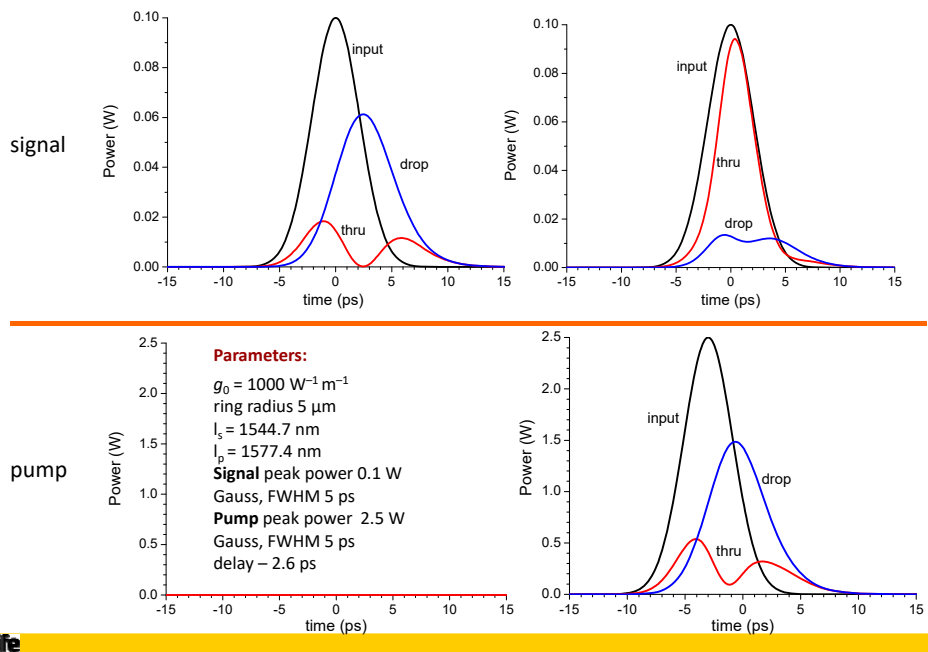 signal
0.10
0.08
0.06
0.04
0.02
0.00
Power (W)
input
drop
thru
-15
-10
-5
0
5
10
15
time (ps)
0.10
0.08
0.06
0.04
0.02
0.00
Power (W)
input
thru
drop
-15
-10
-5
0
5
10
15
time (ps)
pump
2.5
2.0
1.5
1.0
0.5
0.0
Power (W)
Parameters:
g0 = 1000 W–1 m–1
ring radius 5 μm
ls = 1544.7 nm
lp = 1577.4 nm
Signal peak power 0.1 W
Gauss, FWHM 5 ps
Pump peak power 2.5 W
Gauss, FWHM 5 ps
delay – 2.6 ps
-15
-10
-5
0
5
10
15
time (ps)
2.5
2.0
1.5
1.0
0.5
0.0
Power (W)
input
drop
thru
-15
-10
-5
0
5
10
15
time (ps)